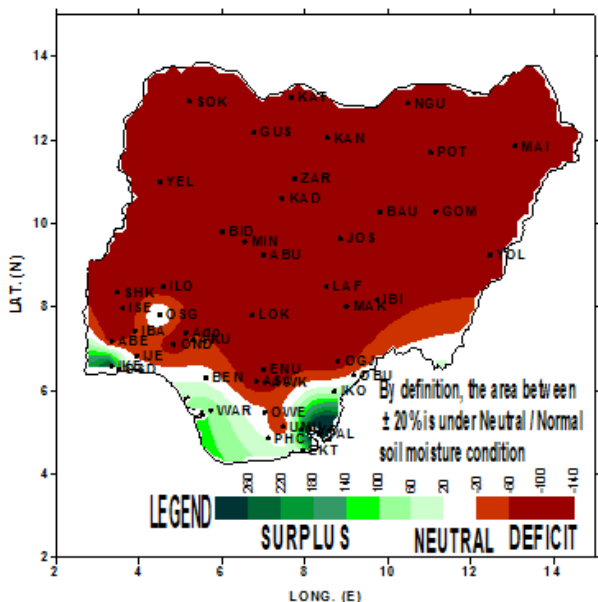 14
12
10
8
6
4
2
LAT. (N)
SOK
KAT
NGU
GUS
KAN
MAI
POT
YEL
ZAR
KAD
BAU
GOM
BID
MIN
JOS
ABU
YOL
ILO
LAF
SHK
IBI
ISE
MAK
OSG
LOK
IBA
ABE
OND
IJE
OGJ
ENU
IKE
BEN
OBU
IKO
WAR
OWE
PHC
By definition, the area between
± 20% is under Neutral / Normal
soil moisture condition
260 220 180 140 100 60 20 -20 -60 -100 -140
LEGEND SURPLUS NEUTRAL DEFICIT
2 4 6 8 10 12 14
LONG. (E)